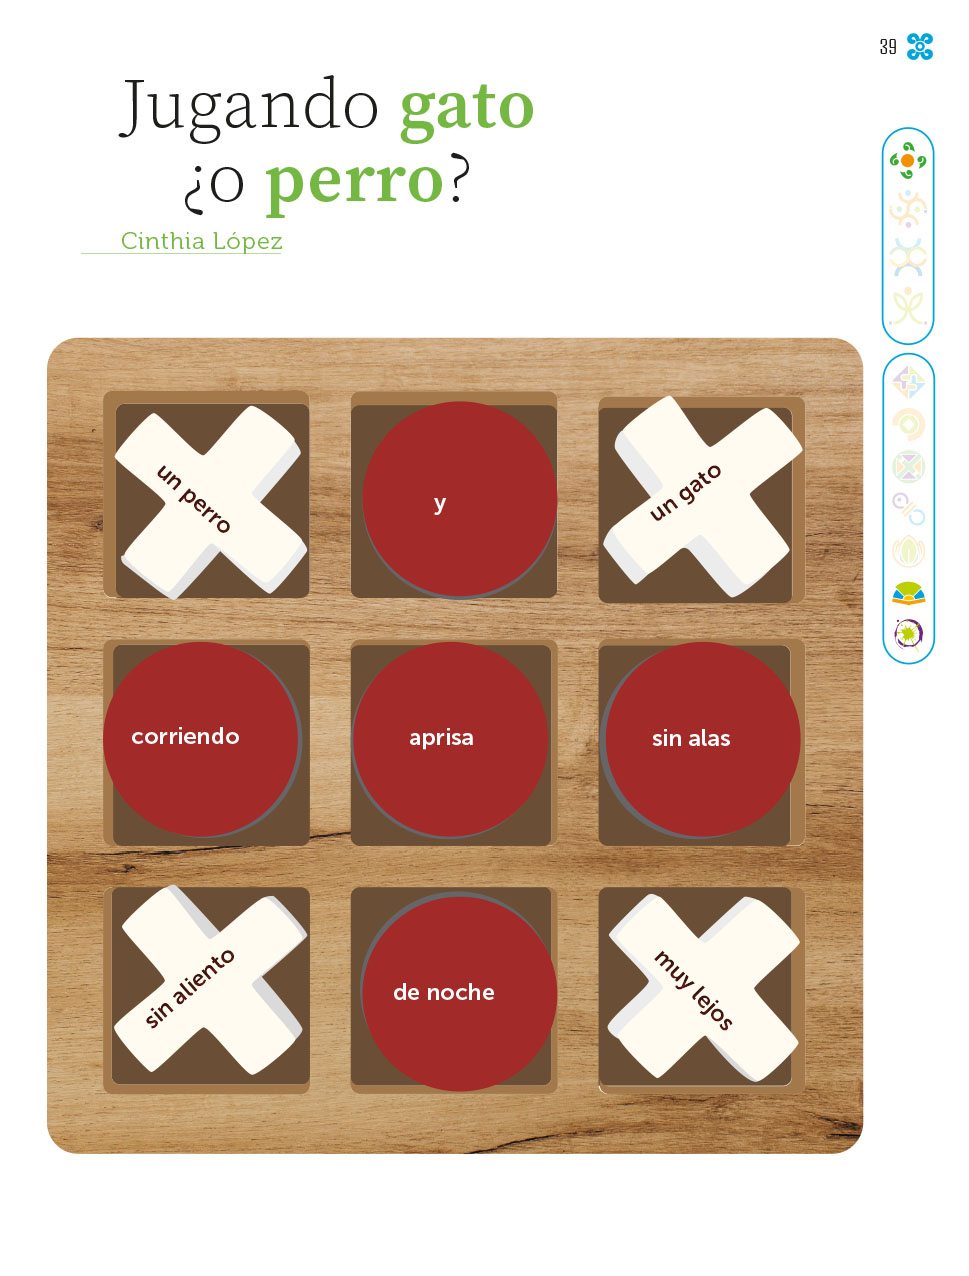 39
Jugando gato
¿o perro?
Cinthia López
un perro
y
un gato
corriendo
aprisa
sin alas
sin aliento
de noche
muy lejos